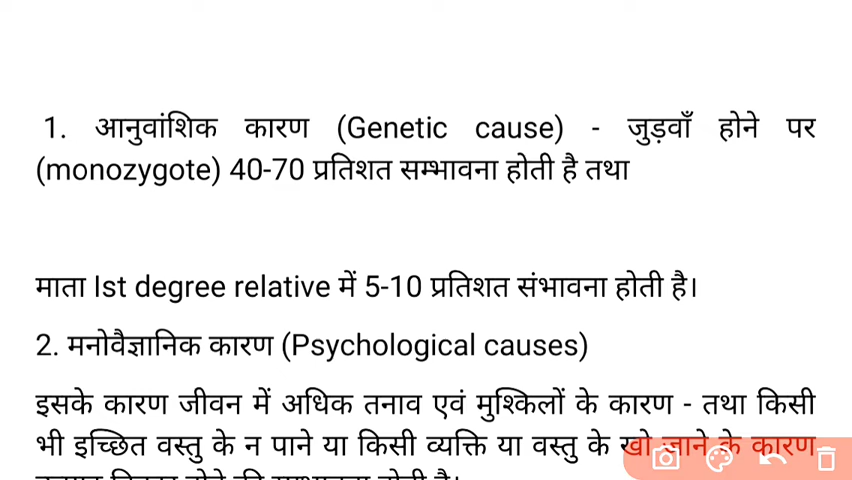 1. आनुवांशिक कारण (Genetic cause) - जुड़वाँ होने पर
(monozygote) 40-70 प्रतिशत सम्भावना होती है तथा
माता Ist degree relative में 5-10 प्रतिशत संभावना होती है।
2. मनोवैज्ञानिक कारण (Psychological causes)
इसके कारण जीवन में अधिक तनाव एवं मुश्किलों के कारण - तथा किसी
भी इच्छित वस्तु के न पाने या किसी व्यक्ति या वस्तु के खो जाने के कारण